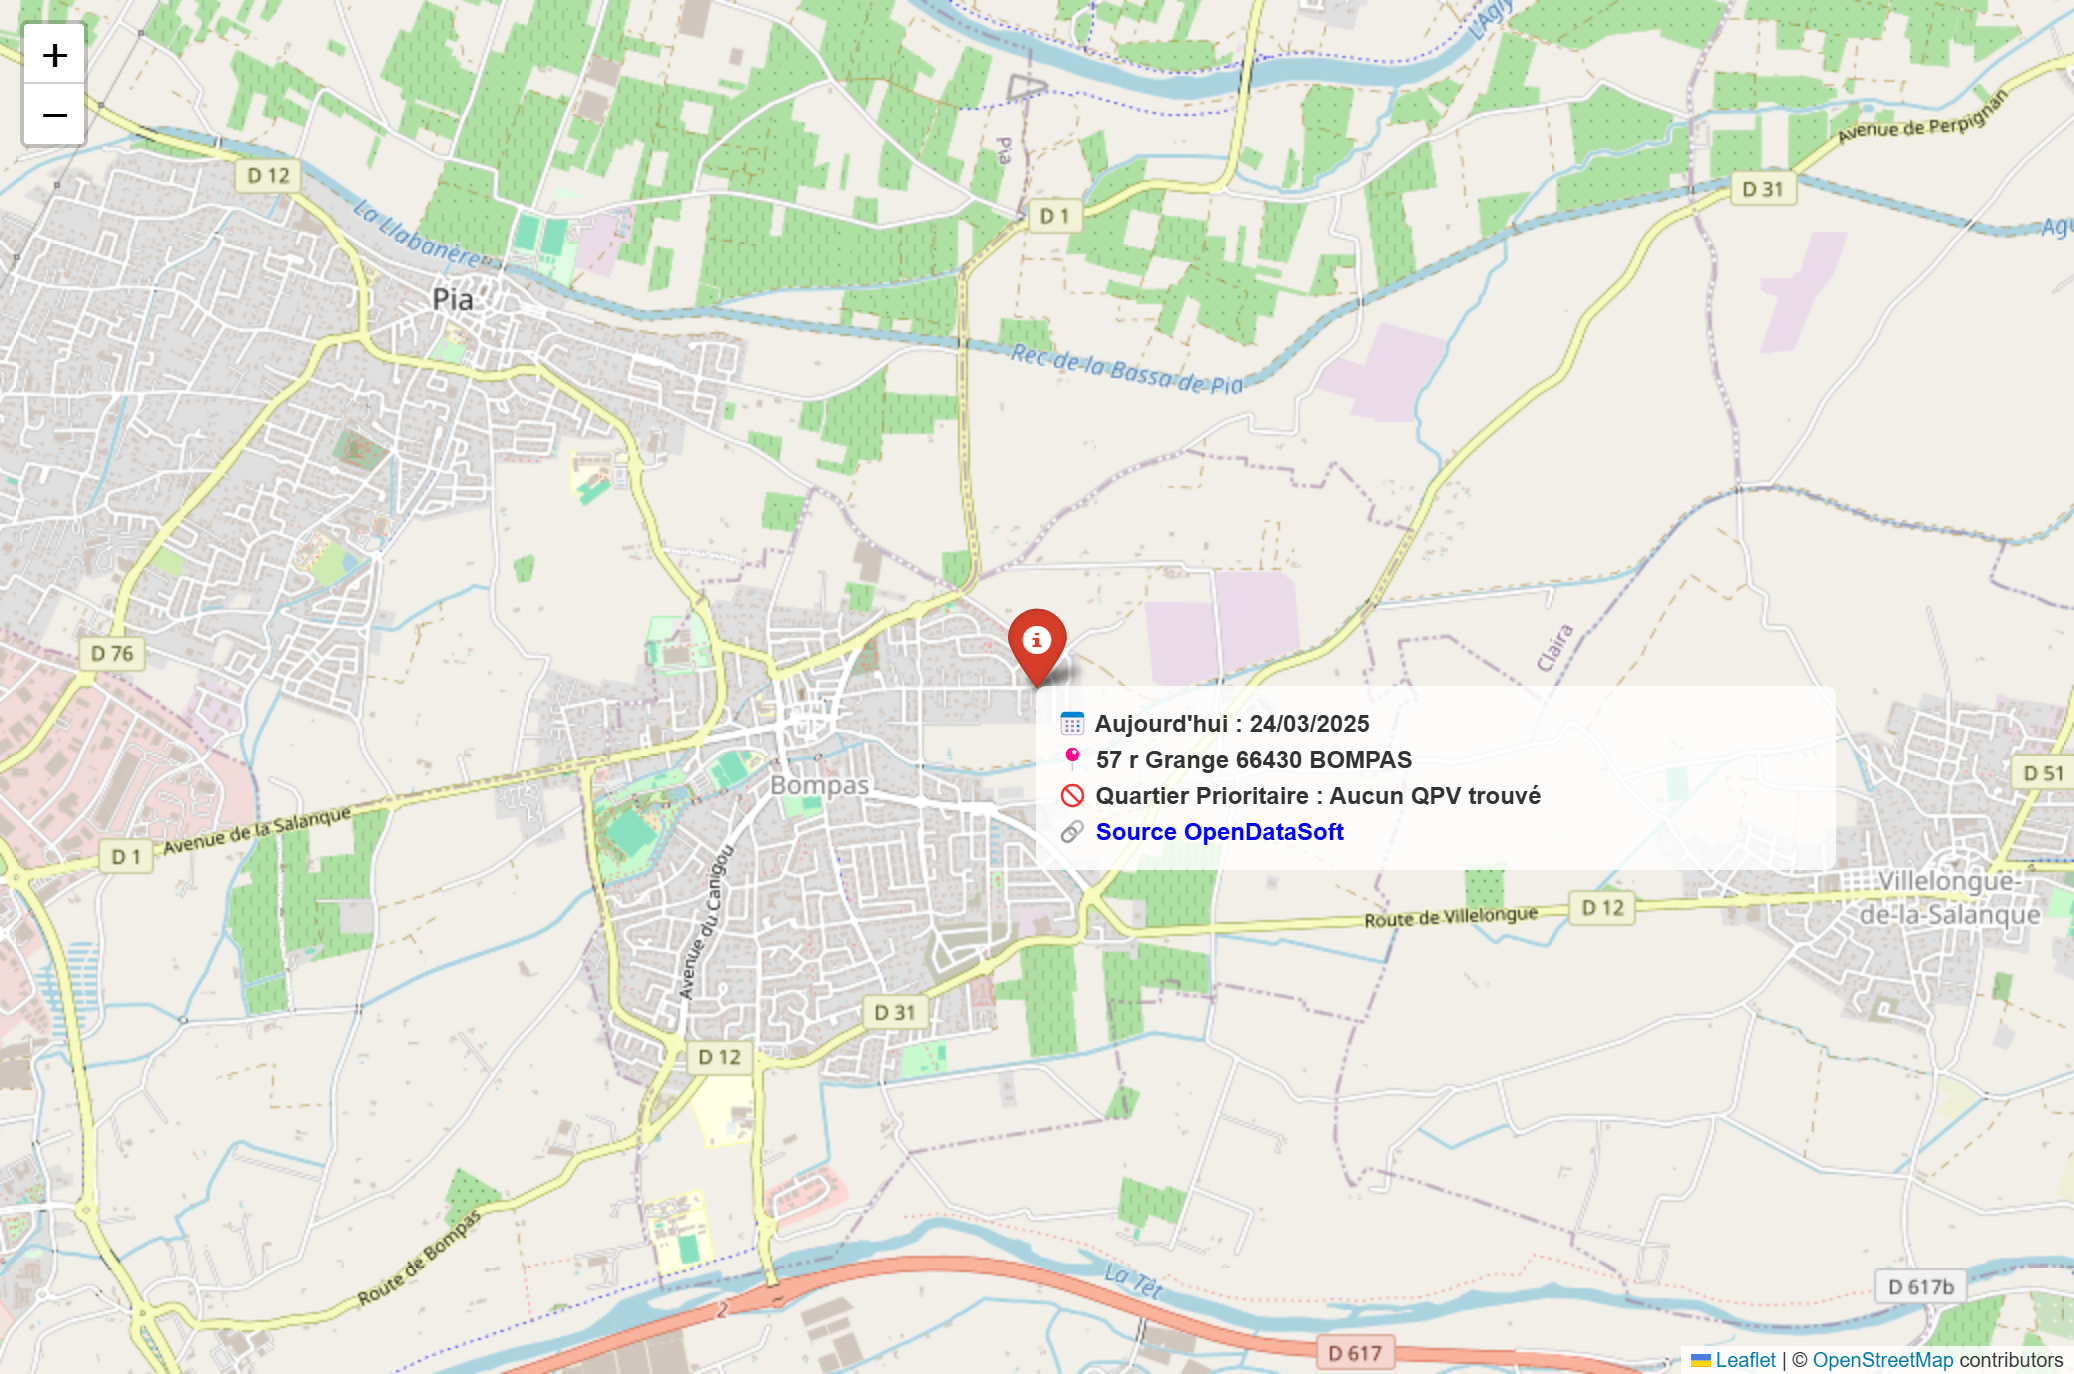 +
−
L'Agly
Avenue de Perpignan
Pia
D 12
D 31
La Llabanère
D 1
Agu
Pia
Rec de la Bassa de Pia
Claira
D 76
Aujourd'hui : 24/03/2025
57 r Grange 66430 BOMPAS
Quartier Prioritaire : Aucun QPV trouvé
Source OpenDataSoft
D 51
Bompas
Avenue de la Salanque
D 1
Avenue du Canigou
Villelongue-
de-la-Salanque
Route de Villelongue
D 12
D 31
D 12
Route de Bompas
La Têt
D 617b
2
D 617
Leaflet | © OpenStreetMap contributors